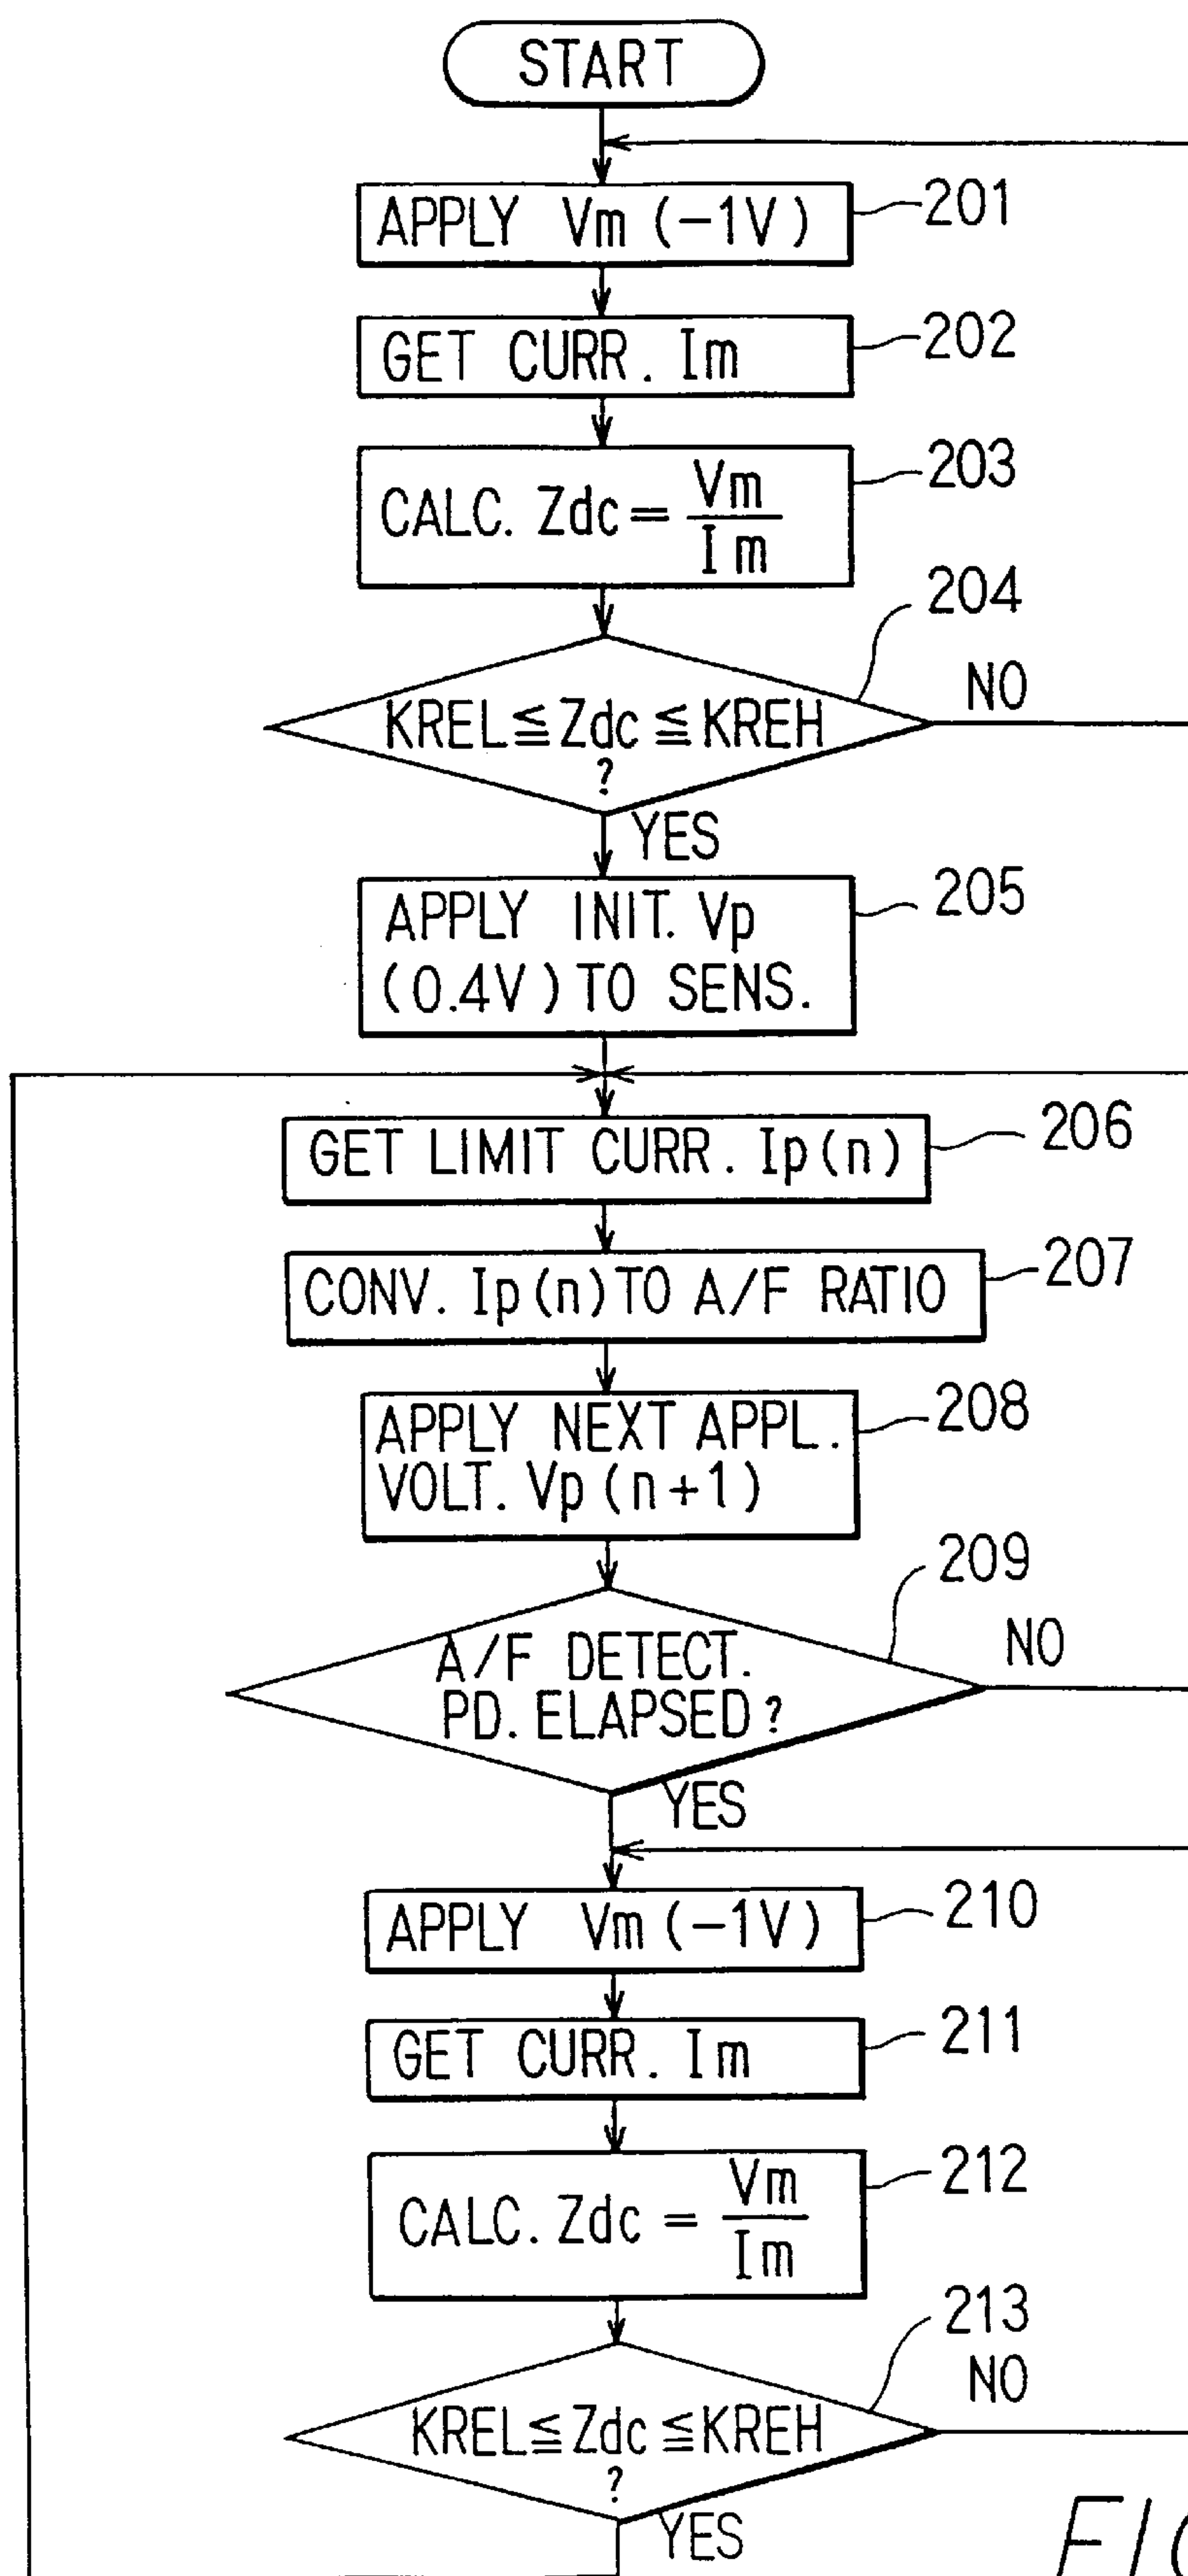 START
APPLY Vm (-1V)
201
GET CURR. Im
202
CALC. Zdc = Vm
Im
203
204
KREL ≦ Zdc ≦ KREH
?
NO
YES
APPLY INIT. Vp
(0.4V) TO SENS.
205
GET LIMIT CURR. Ip(n)
206
CONV. Ip(n) TO A/F RATIO
207
APPLY NEXT APPL.
VOLT. Vp(n+1)
208
209
A/F DETECT.
PD. ELAPSED ?
NO
YES
APPLY Vm (-1V)
210
GET CURR. Im
211
CALC. Zdc = Vm
Im
212
213
KREL ≦ Zdc ≦ KREH
?
NO
YES